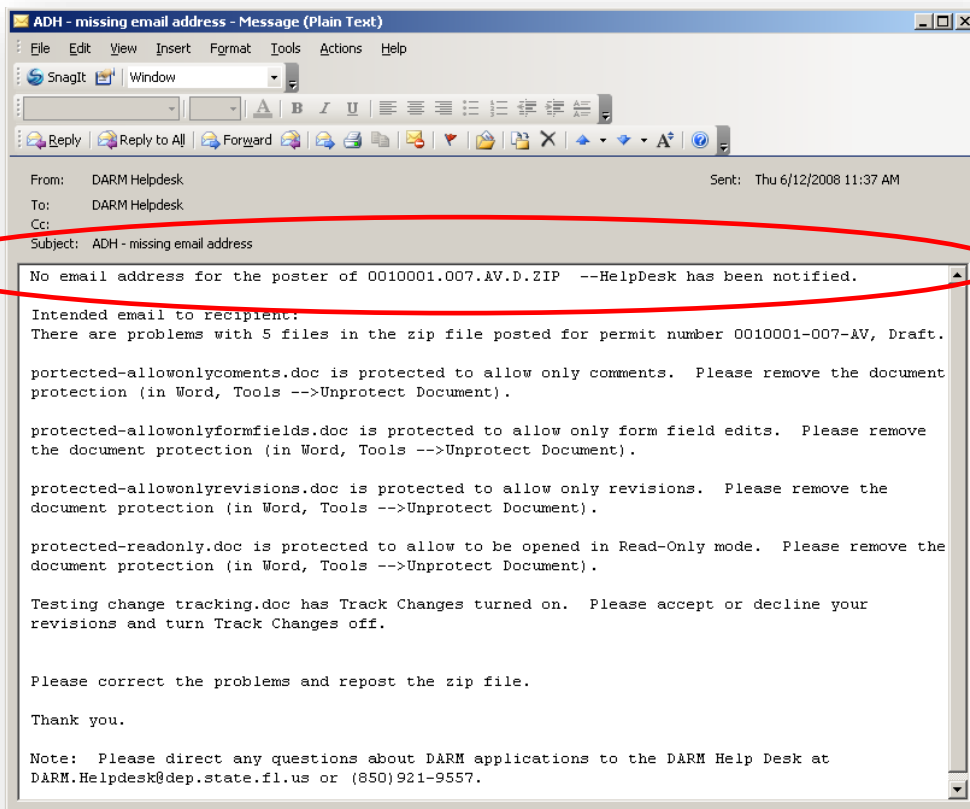 ADH - missing email address - Message (Plain Text)
File Edit View Insert Format Tools Actions Help
SnagIt Window
A B I U
Reply Reply to All Forward
From: DARM Helpdesk Sent: Thu 6/12/2008 11:37 AM
To: DARM Helpdesk
Cc:
Subject: ADH - missing email address
No email address for the poster of 0010001.007.AV.D.ZIP --HelpDesk has been notified.
Intended email to recipient:
There are problems with 5 files in the zip file posted for permit number 0010001-007-AV, Draft.
portected-allowonlycoments.doc is protected to allow only comments. Please remove the document
protection (in Word, Tools -->Unprotect Document).
protected-allowonlyformfields.doc is protected to allow only form field edits. Please remove
the document protection (in Word, Tools -->Unprotect Document).
protected-allowonlyrevisions.doc is protected to allow only revisions. Please remove the
document protection (in Word, Tools -->Unprotect Document).
protected-readonly.doc is protected to allow to be opened in Read-Only mode. Please remove the
document protection (in Word, Tools -->Unprotect Document).
Testing change tracking.doc has Track Changes turned on. Please accept or decline your
revisions and turn Track Changes off.
Please correct the problems and repost the zip file.
Thank you.
Note: Please direct any questions about DARM applications to the DARM Help Desk at
DARM.Helpdesk@dep.state.fl.us or (850)921-9557.